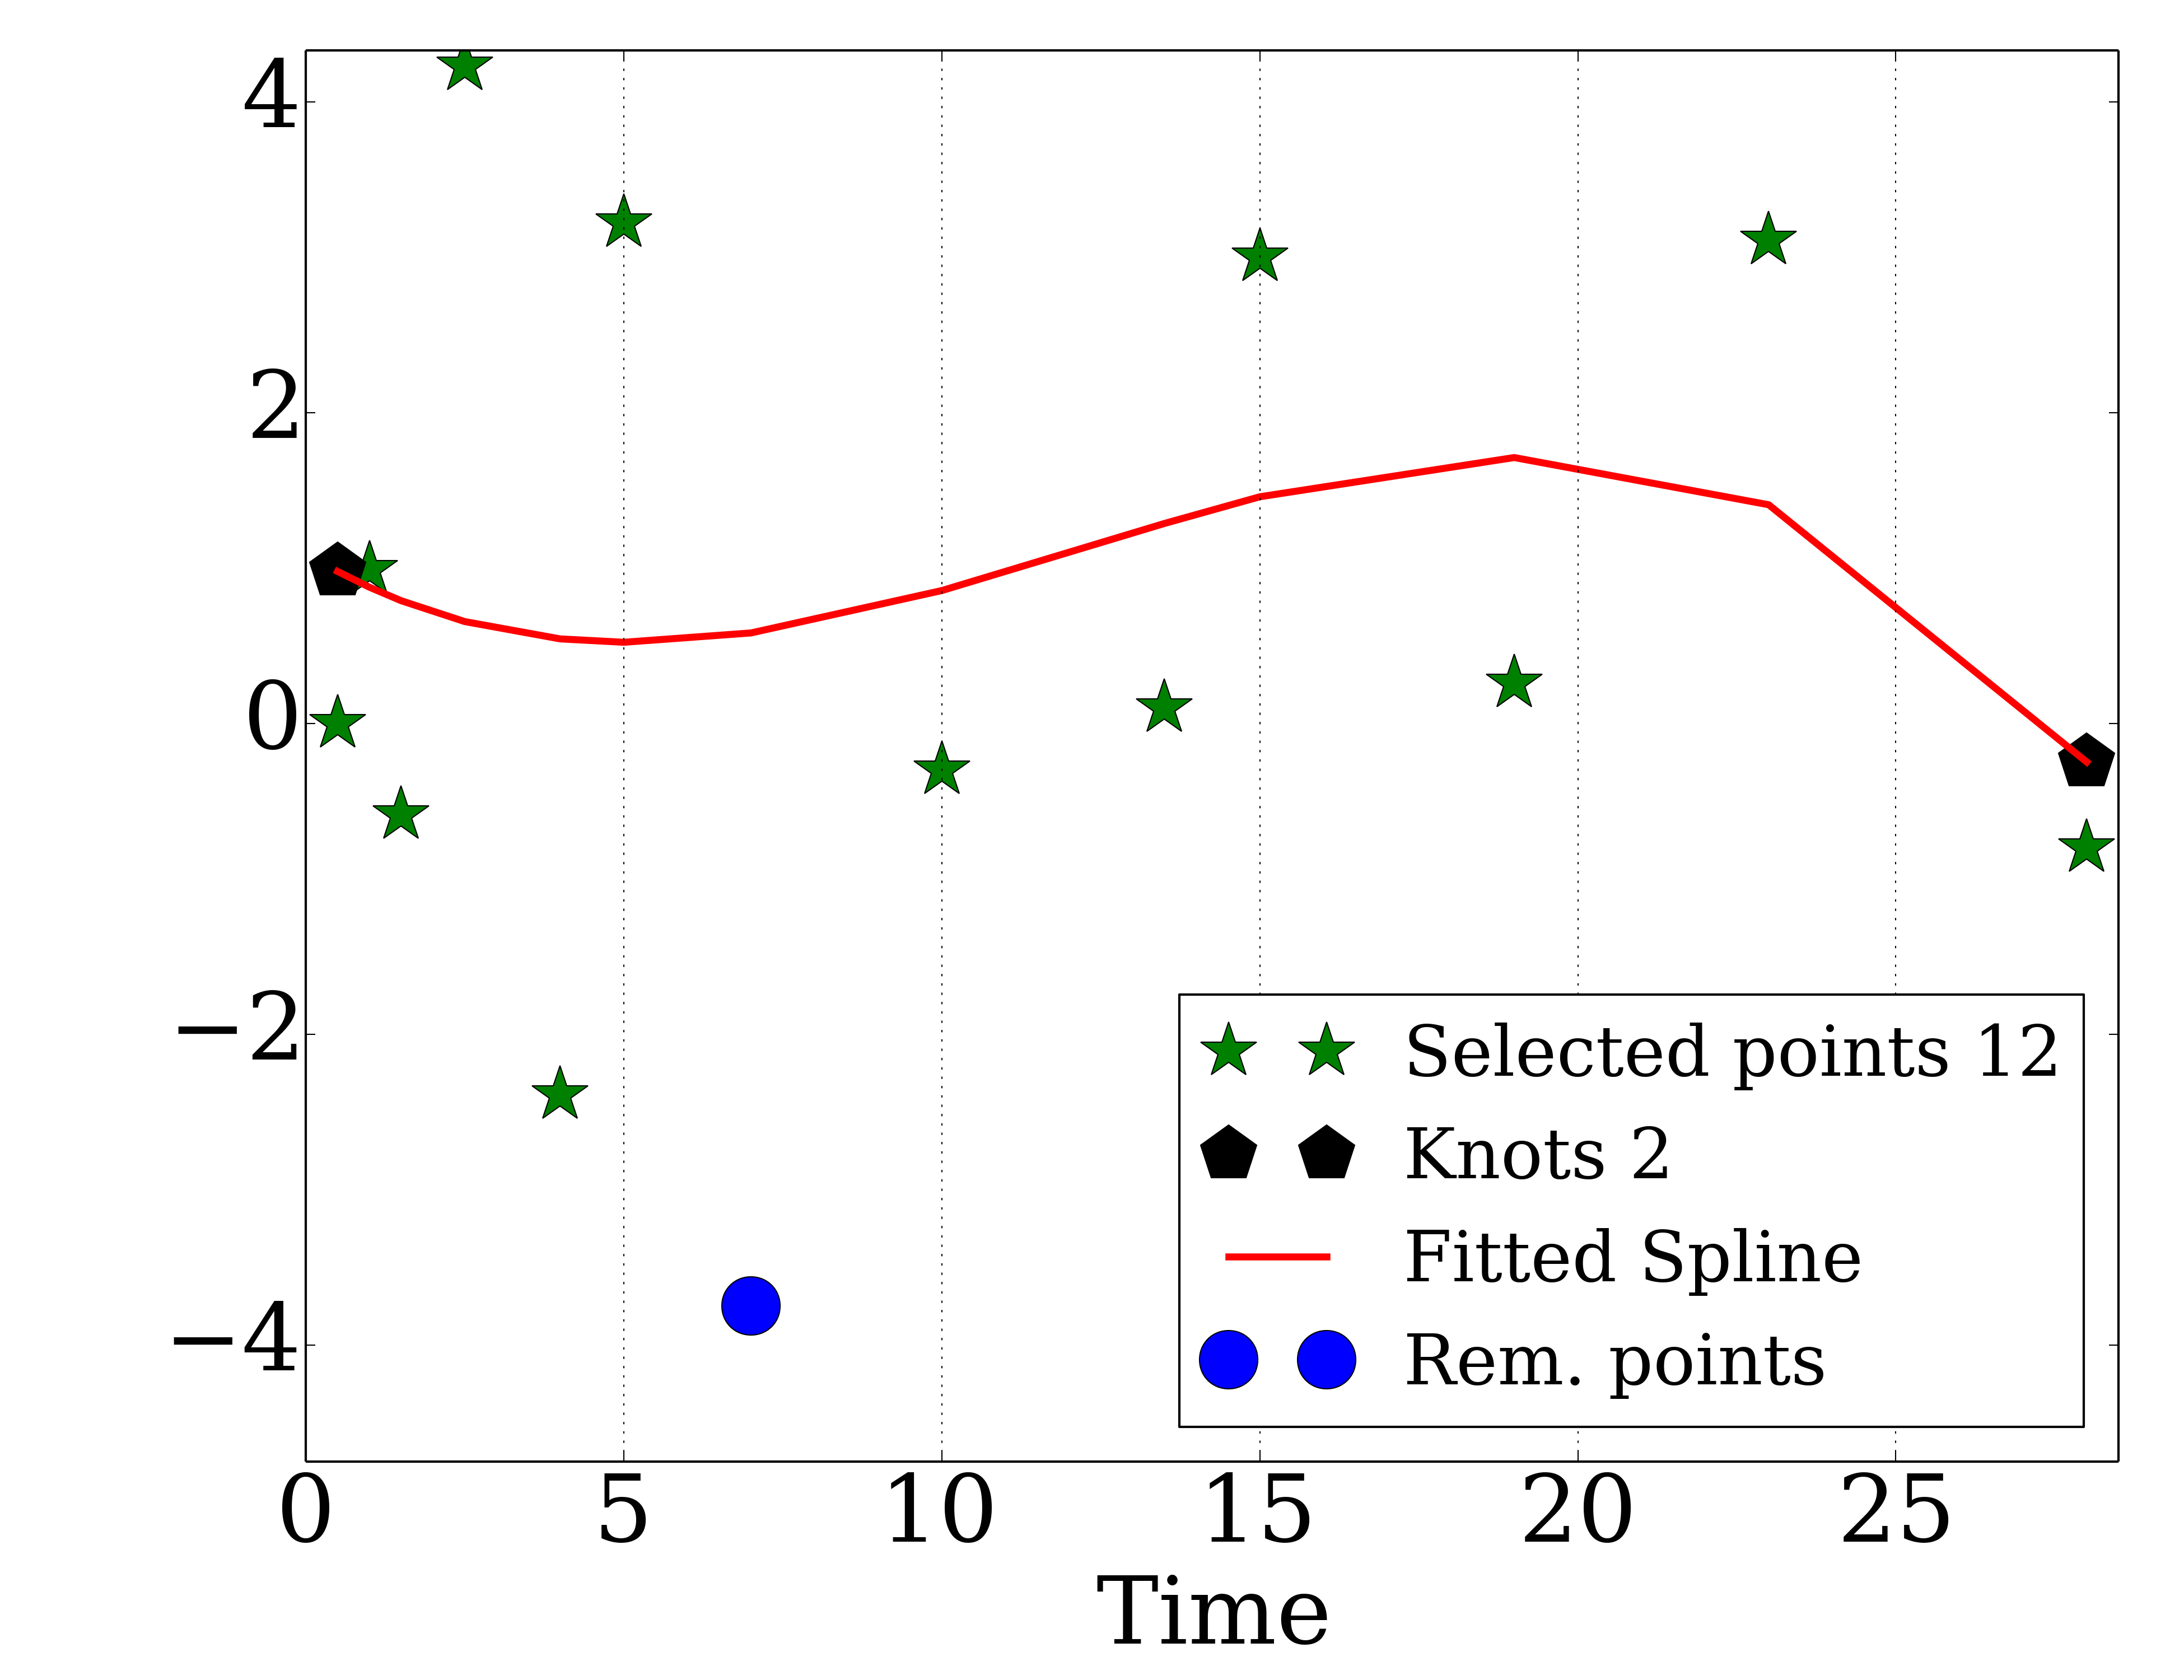 4
2
0
−2
−4
Selected points 12
Knots 2
Fitted Spline
Rem. points
0 5 10 15 20 25
Time